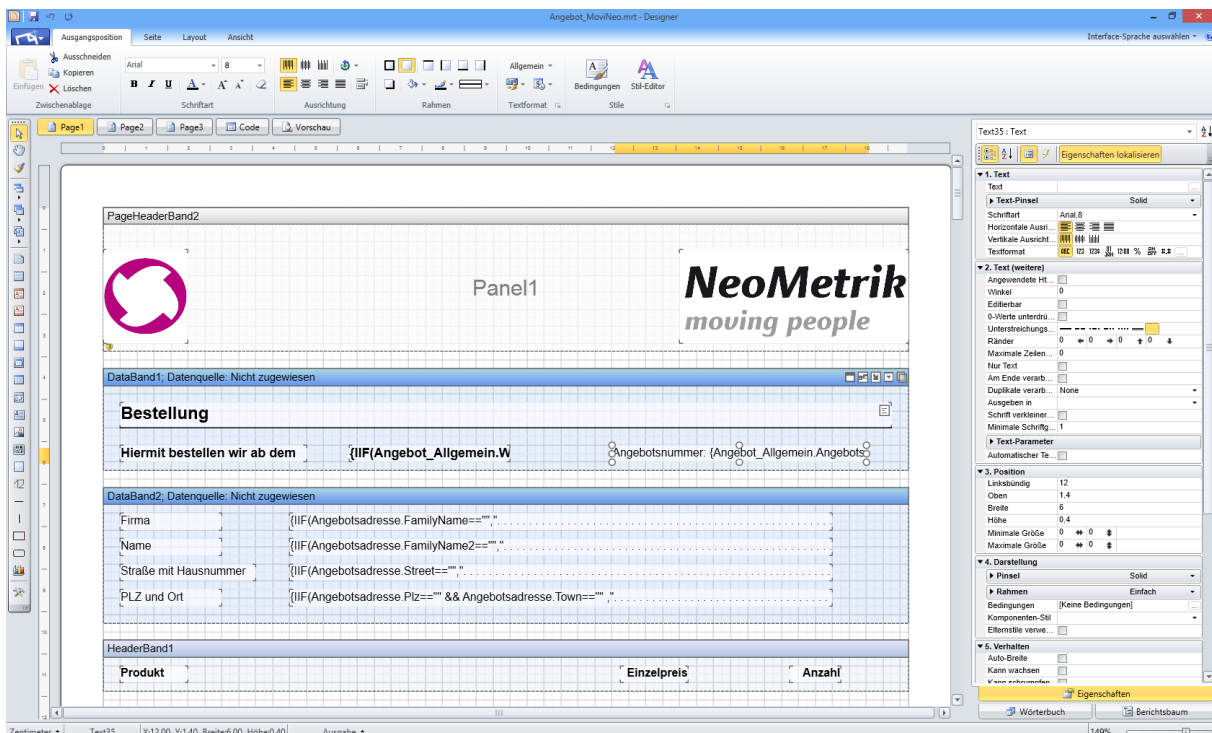 Angebot_MoviNeo.mrt - Designer
Ausgangsposition Seite Layout Ansicht Interface-Sprache auswählen
Einfügen
Ausschneiden
Kopieren
Löschen
Arial 8
B I U A
Allgemein
Bedingungen Stil-Editor
Zwischenablage Schriftart Ausrichtung Rahmen Textformat Stile
Page1 Page2 Page3 Code Vorschau
PageHeaderBand2
Panel1
NeoMetrik
moving people
DataBand1; Datenquelle: Nicht zugewiesen
Bestellung
Hiermit bestellen wir ab dem {IIF(Angebot_Allgemein.W Angebotsnummer: {Angebot_Allgemein.Angebots
DataBand2; Datenquelle: Nicht zugewiesen
Firma {IIF(Angebotsadresse.FamilyName=="","
Name {IIF(Angebotsadresse.FamilyName2=="","
Straße mit Hausnummer {IIF(Angebotsadresse.Street=="","
PLZ und Ort {IIF(Angebotsadresse.Plz=="" && Angebotsadresse.Town=="" ,"
HeaderBand1
Produkt Einzelpreis Anzahl
Text35 : Text
Eigenschaften lokalisieren
1. Text
Text
Text-Pinsel Solid
Schriftart Arial,8
Horizontale Ausri...
Vertikale Ausricht...
Textformat
2. Text (weitere)
Angewendete Ht...
Winkel 0
Editierbar
0-Werte unterdrü...
Unterstreichungs...
Ränder 0 0 0 0
Maximale Zeilen... 0
Nur Text
Am Ende verarb...
Duplikate verarb... None
Ausgeben in
Schrift verkleiner...
Minimale Schriftg... 1
Text-Parameter
Automatischer Te...
3. Position
Linksbündig 12
Oben 1,4
Breite 6
Höhe 0,4
Minimale Größe 0 0
Maximale Größe 0 0
4. Darstellung
Pinsel Solid
Rahmen Einfach
Bedingungen [Keine Bedingungen]
Komponenten-Stil
Elternstile verwe...
5. Verhalten
Auto-Breite
Kann wachsen
Kann schrumpfen
Eigenschaften
Wörterbuch Berichtsbaum
Zentimeter Text35 X:12,00 Y:1,40 Breite:6,00 Höhe:0,40 Ausgabe 149%